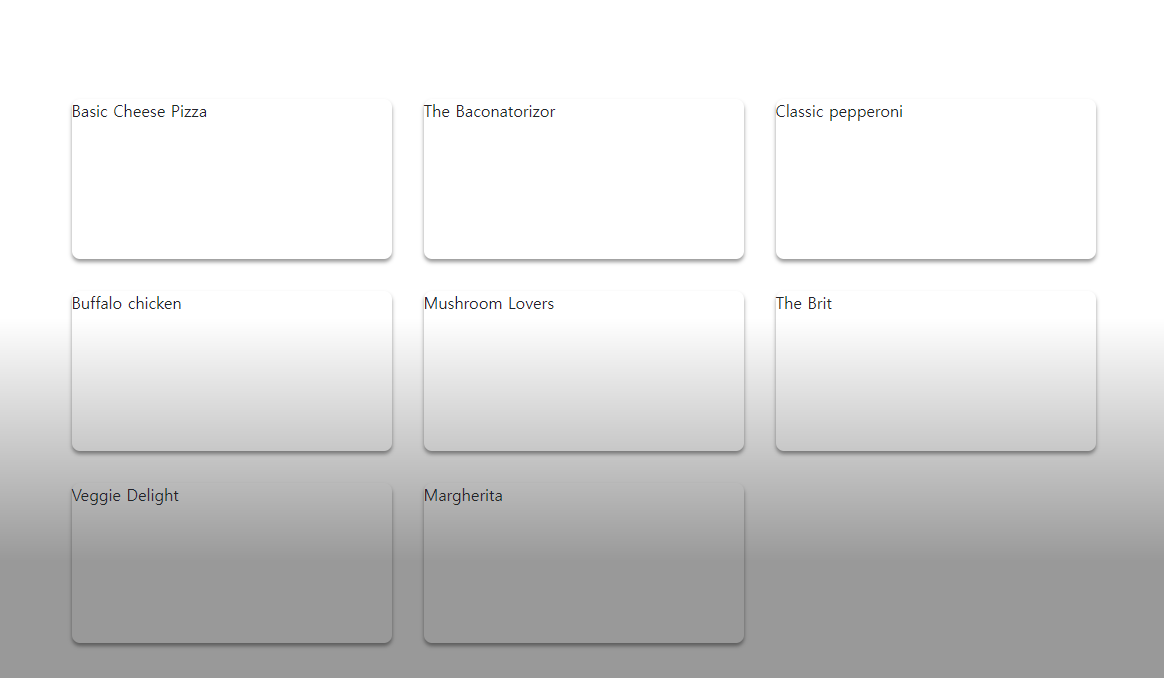 Basic Cheese Pizza
The Baconatorizor
Classic pepperoni
Buffalo chicken
Mushroom Lovers
The Brit
Veggie Delight
Margherita